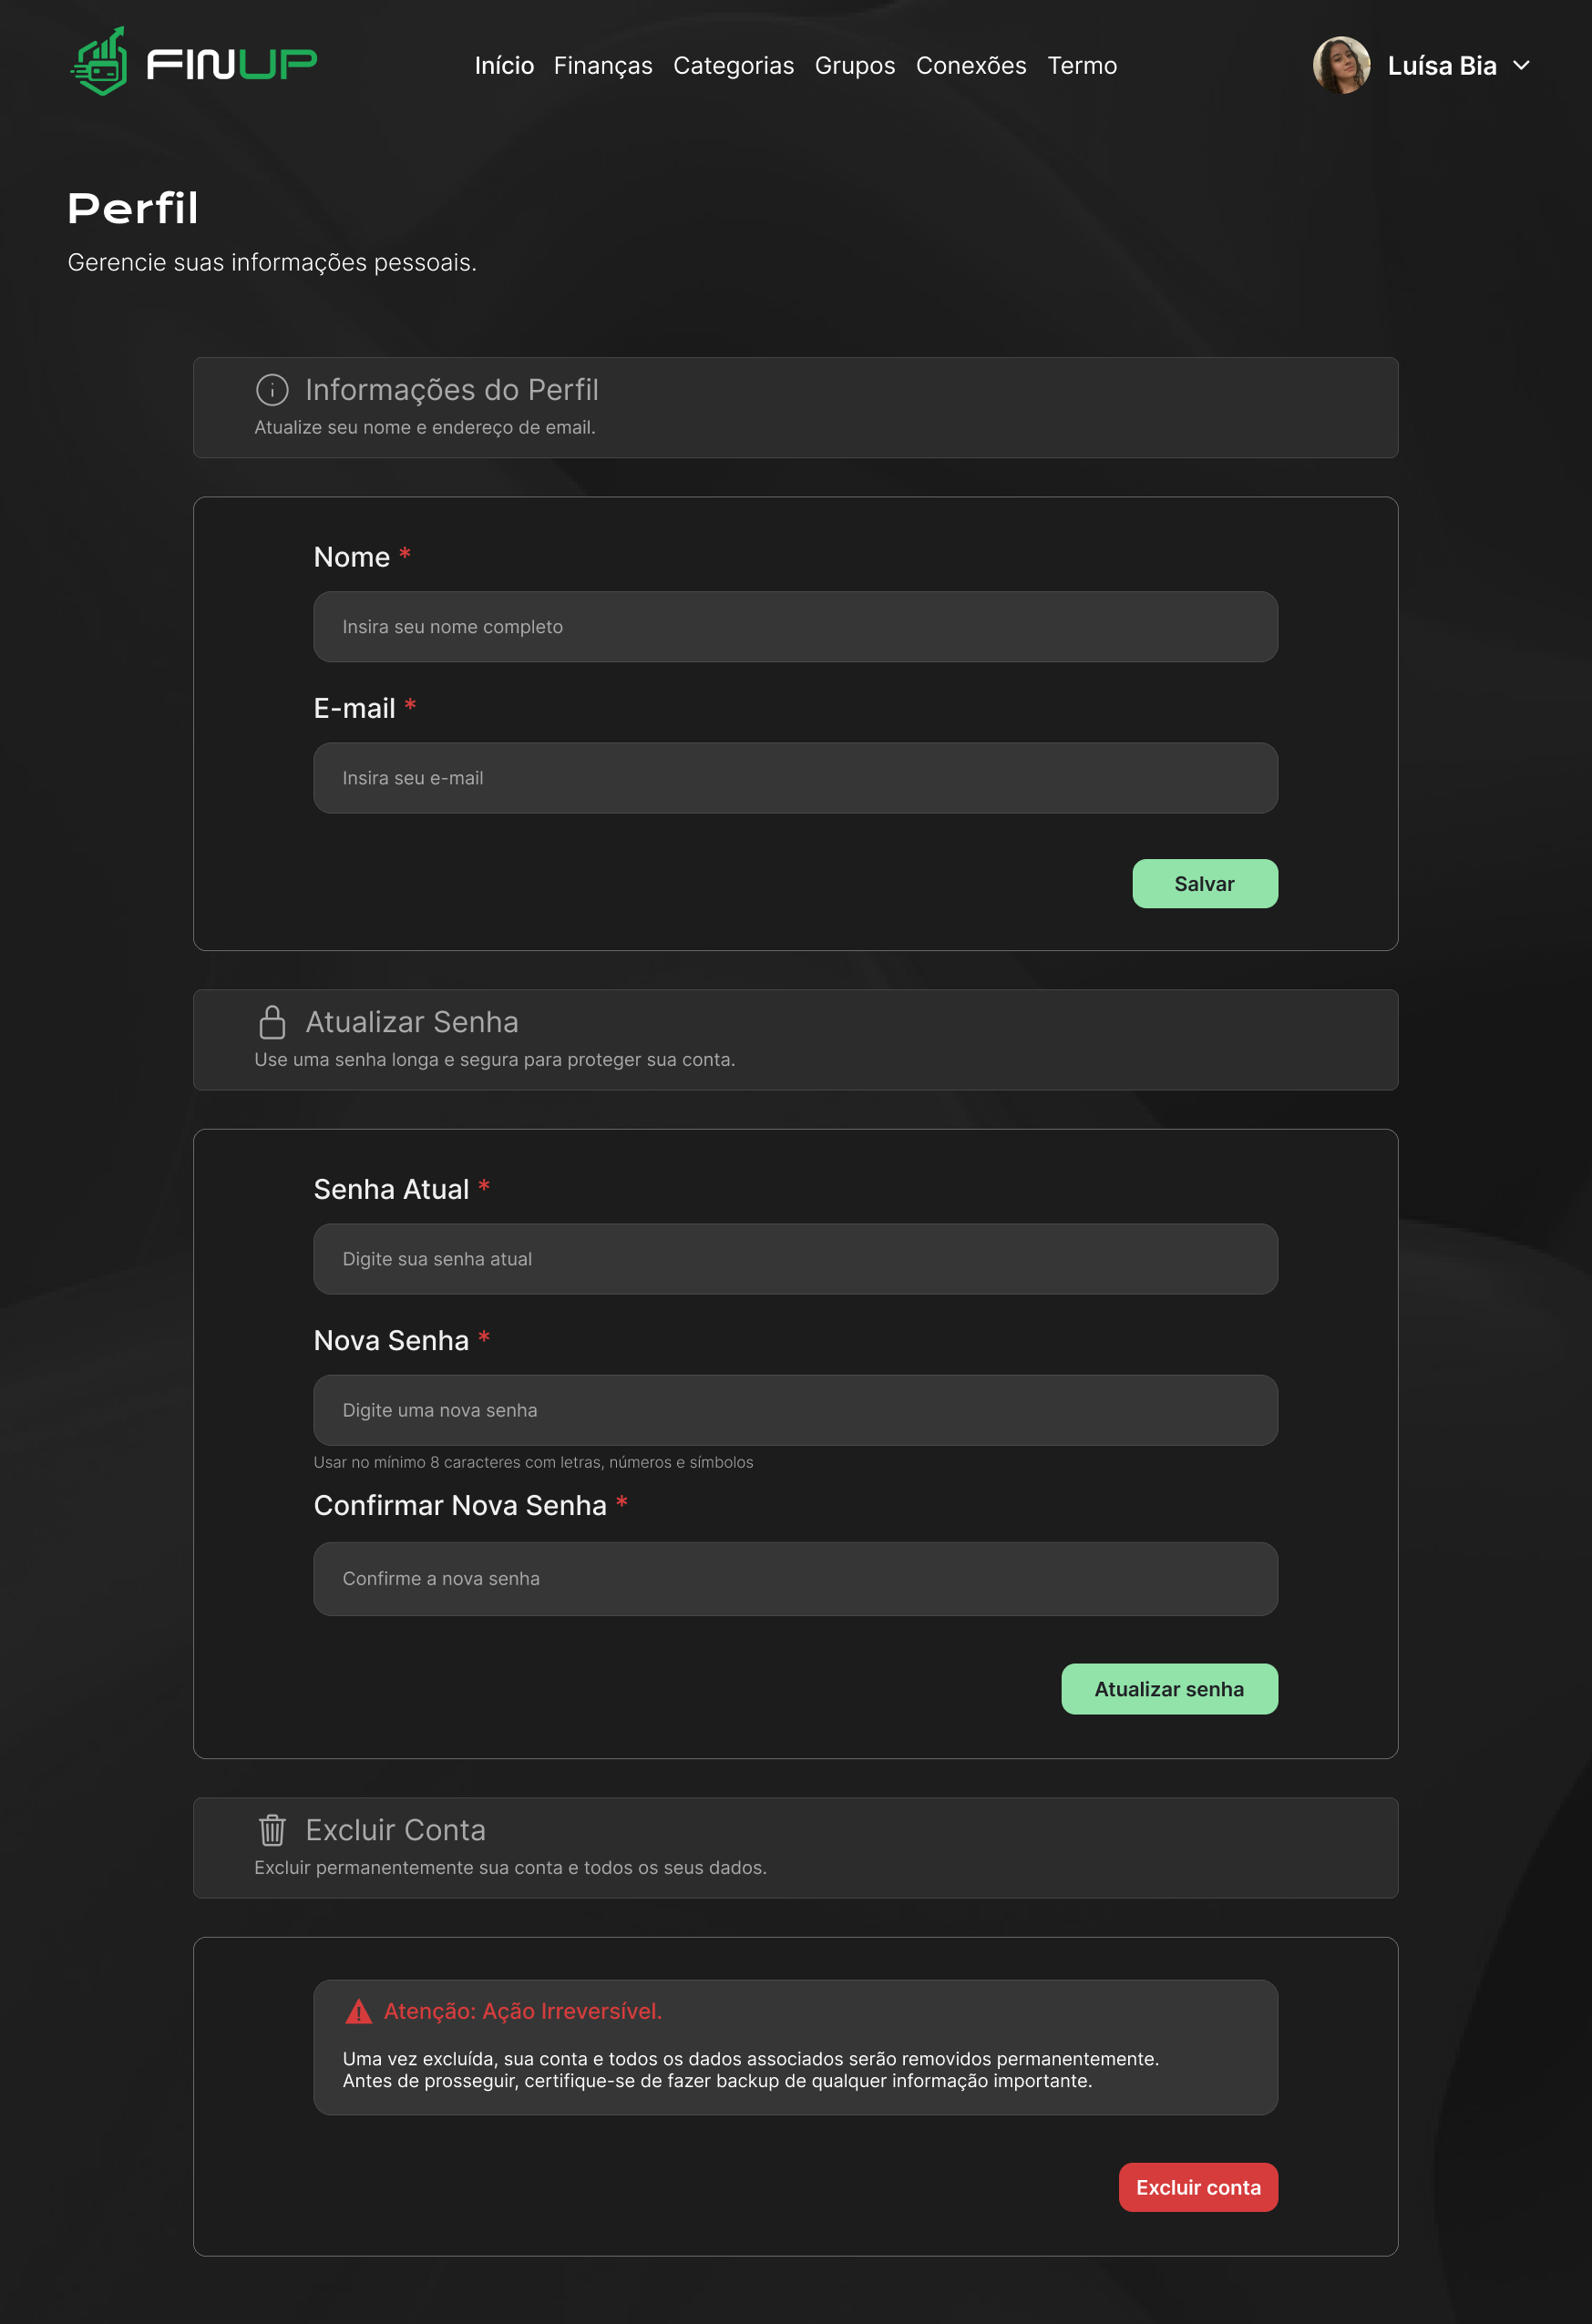 FINUP
Início Finanças Categorias Grupos Conexões Termo
Luísa Bia
Perfil
Gerencie suas informações pessoais.
Informações do Perfil
Atualize seu nome e endereço de email.
Nome *
Insira seu nome completo
E-mail *
Insira seu e-mail
Salvar
Atualizar Senha
Use uma senha longa e segura para proteger sua conta.
Senha Atual *
Digite sua senha atual
Nova Senha *
Digite uma nova senha
Usar no mínimo 8 caracteres com letras, números e símbolos
Confirmar Nova Senha *
Confirme a nova senha
Atualizar senha
Excluir Conta
Excluir permanentemente sua conta e todos os seus dados.
Atenção: Ação Irreversível.
Uma vez excluída, sua conta e todos os dados associados serão removidos permanentemente.
Antes de prosseguir, certifique-se de fazer backup de qualquer informação importante.
Excluir conta